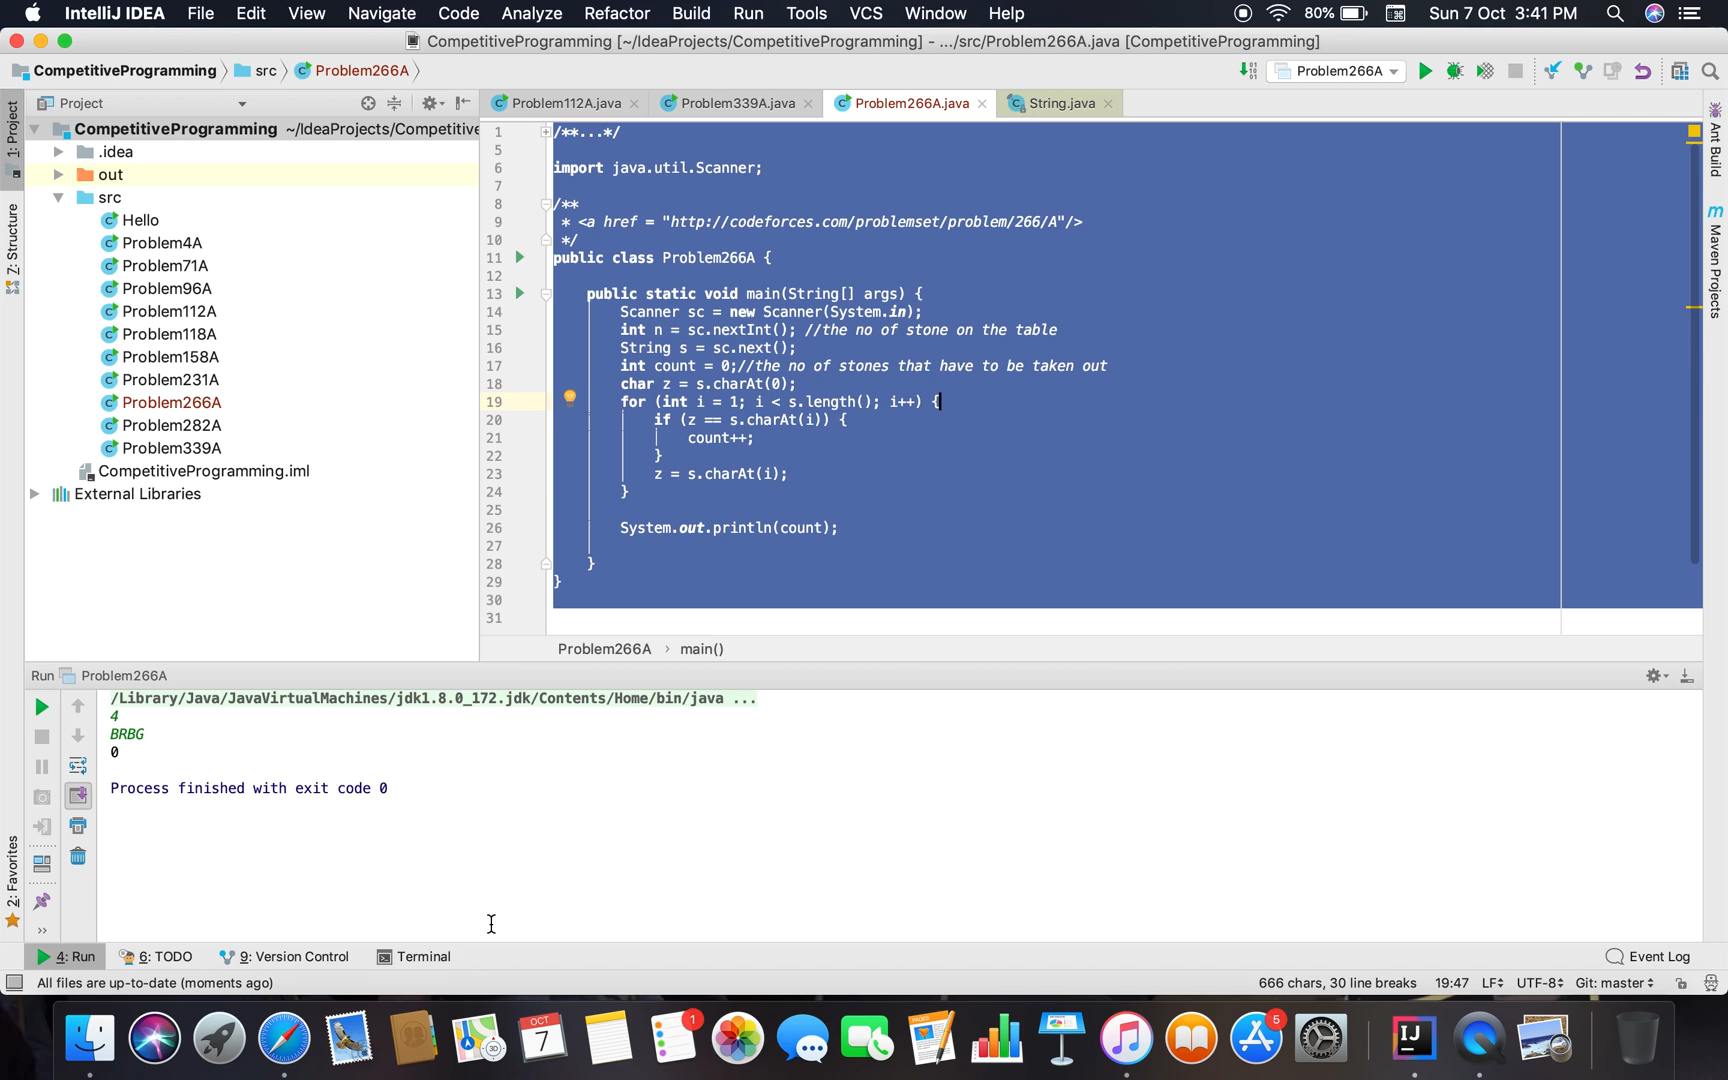 IntelliJ IDEA File Edit View Navigate Code Analyze Refactor Build Run Tools VCS Window Help 80% Sun 7 Oct 3:41 PM
CompetitiveProgramming [~/IdeaProjects/CompetitiveProgramming] - .../src/Problem266A.java [CompetitiveProgramming]
CompetitiveProgramming src Problem266A Problem266A
1: Project
Z: Structure
2: Favorites
Project
CompetitiveProgramming ~/IdeaProjects/Competitive
.idea
out
src
Hello
Problem4A
Problem71A
Problem96A
Problem112A
Problem118A
Problem158A
Problem231A
Problem266A
Problem282A
Problem339A
CompetitiveProgramming.iml
External Libraries
Problem112A.java Problem339A.java Problem266A.java String.java
1 /**...*/
5
6 import java.util.Scanner;
7
8 /**
9 * <a href = "http://codeforces.com/problemset/problem/266/A"/>
10 */
11 public class Problem266A {
12
13 public static void main(String[] args) {
14 Scanner sc = new Scanner(System.in);
15 int n = sc.nextInt(); //the no of stone on the table
16 String s = sc.next();
17 int count = 0;//the no of stones that have to be taken out
18 char z = s.charAt(0);
19 for (int i = 1; i < s.length(); i++) {
20 if (z == s.charAt(i)) {
21 count++;
22 }
23 z = s.charAt(i);
24 }
25
26 System.out.println(count);
27
28 }
29 }
30
31
Problem266A › main()
Ant Build
m Maven Projects
Run Problem266A
/Library/Java/JavaVirtualMachines/jdk1.8.0_172.jdk/Contents/Home/bin/java ...
4
BRBG
0
Process finished with exit code 0
4: Run 6: TODO 9: Version Control Terminal Event Log
All files are up-to-date (moments ago) 666 chars, 30 line breaks 19:47 LF UTF-8 Git: master
OCT
7
3D
1
PAGES
5
IJ